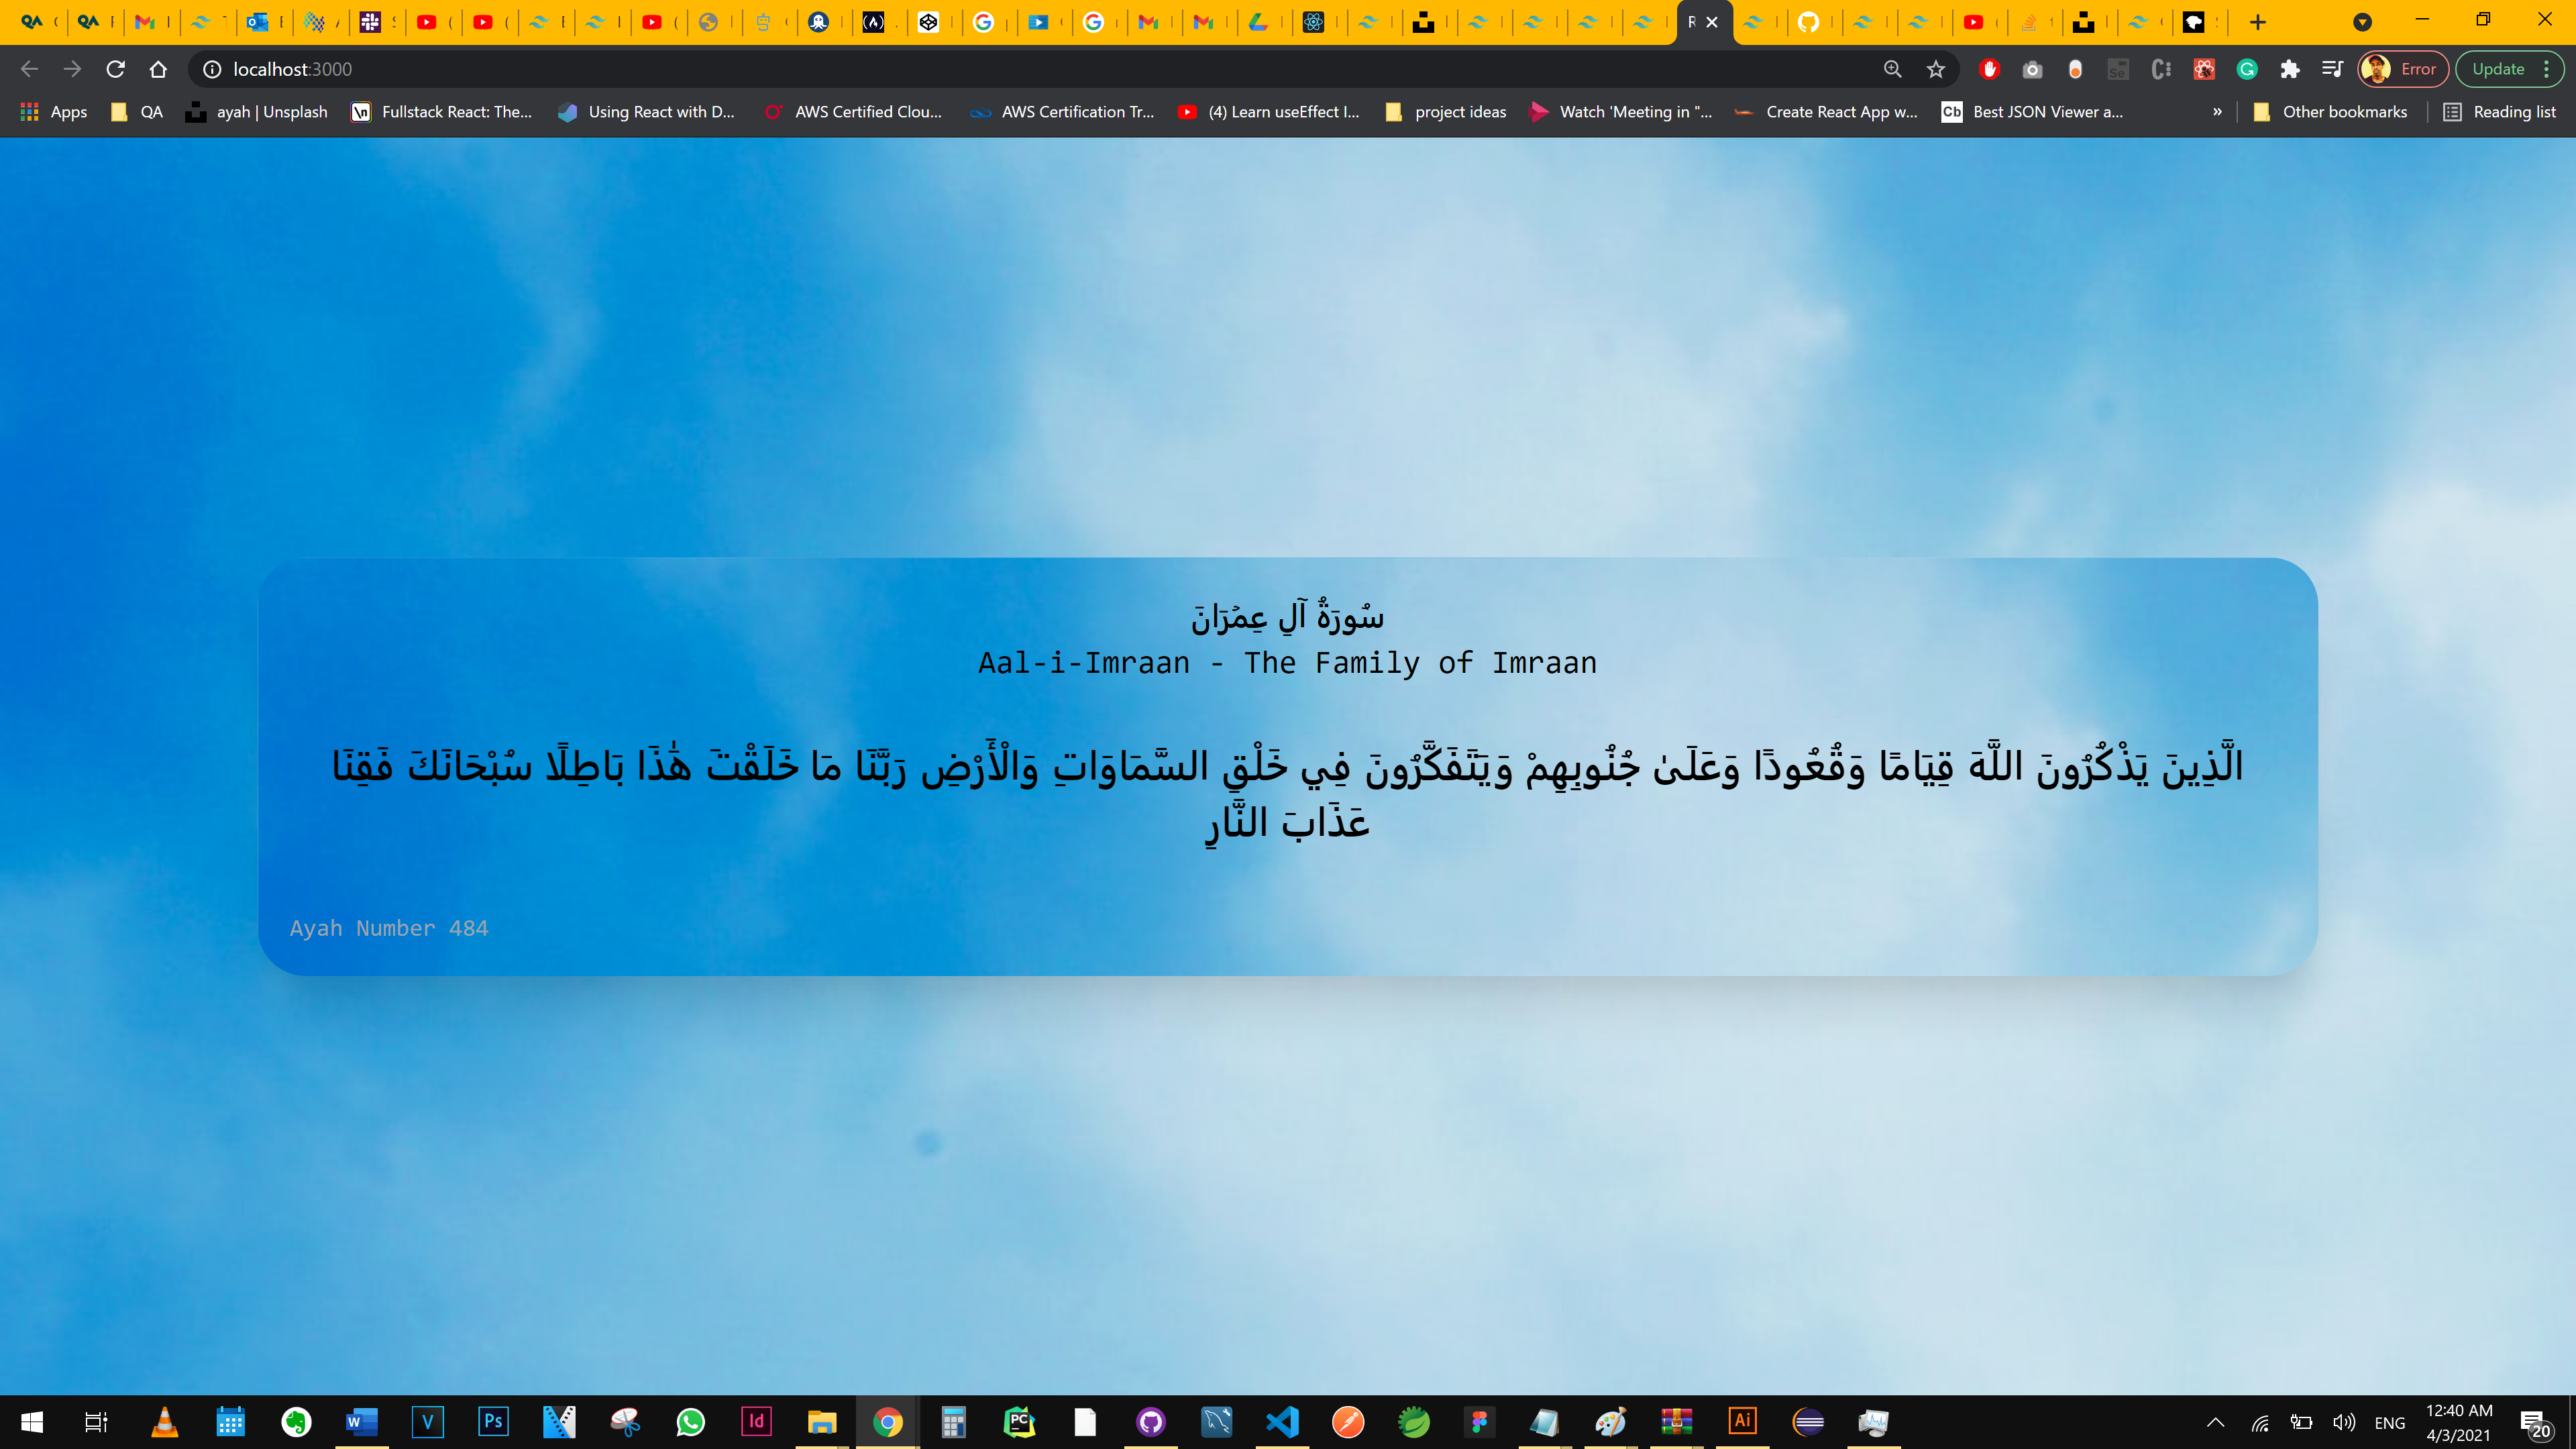 localhost:3000
Error
Update
Apps
QA
ayah | Unsplash
Fullstack React: The...
Using React with D...
AWS Certified Clou...
AWS Certification Tr...
(4) Learn useEffect I...
project ideas
Watch 'Meeting in "...
Create React App w...
Cb
Best JSON Viewer a...
»
Other bookmarks
Reading list
سُورَةُ آلِ عِمۡرَانَ
Aal-i-Imraan - The Family of Imraan
الَّذِينَ يَذْكُرُونَ اللَّهَ قِيَامًا وَقُعُودًا وَعَلَىٰ جُنُوبِهِمْ وَيَتَفَكَّرُونَ فِي خَلْقِ السَّمَاوَاتِ وَالْأَرْضِ رَبَّنَا مَا خَلَقْتَ هَٰذَا بَاطِلًا سُبْحَانَكَ فَقِنَا
عَذَابَ النَّارِ
Ayah Number 484
ENG
12:40 AM
4/3/2021
20